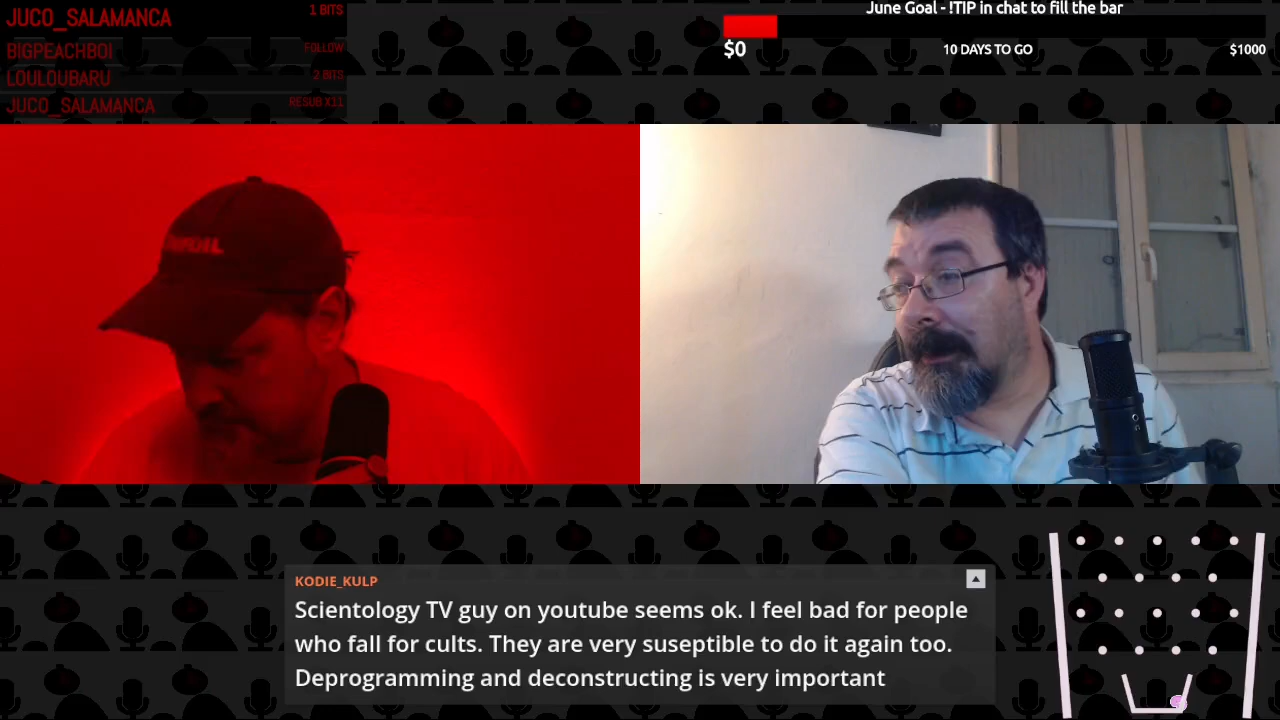 JUCO_SALAMANCA 1 BITS
BIGPEACHBOI FOLLOW
LOULOUBARU 2 BITS
JUCO_SALAMANCA RESUB X11
June Goal - !TIP in chat to fill the bar
$0 10 DAYS TO GO $1000
KODIE_KULP
Scientology TV guy on youtube seems ok. I feel bad for people
who fall for cults. They are very suseptible to do it again too.
Deprogramming and deconstructing is very important